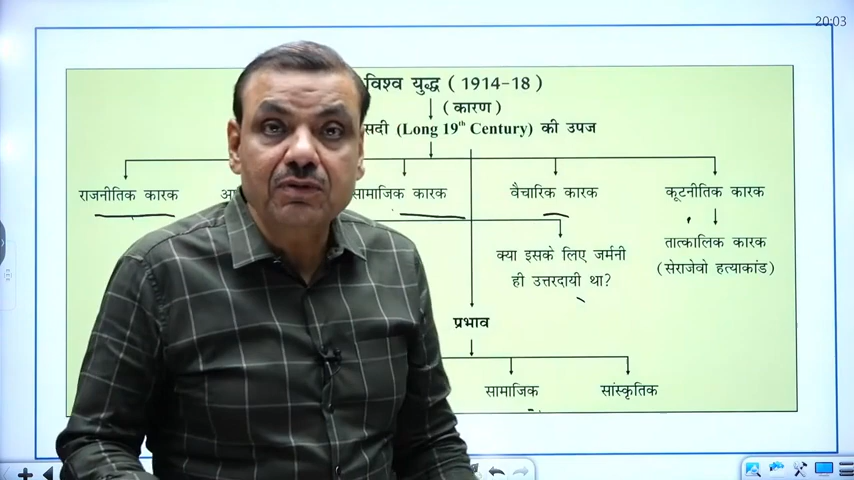 20:03
विश्व युद्ध ( 1914-18 )
( कारण )
सदी (Long 19th Century) की उपज
राजनीतिक कारक
सामाजिक कारक
वैचारिक कारक
कूटनीतिक कारक
क्या इसके लिए जर्मनी
ही उत्तरदायी था?
तात्कालिक कारक
(सेराजेवो हत्याकांड)
प्रभाव
सामाजिक
सांस्कृतिक